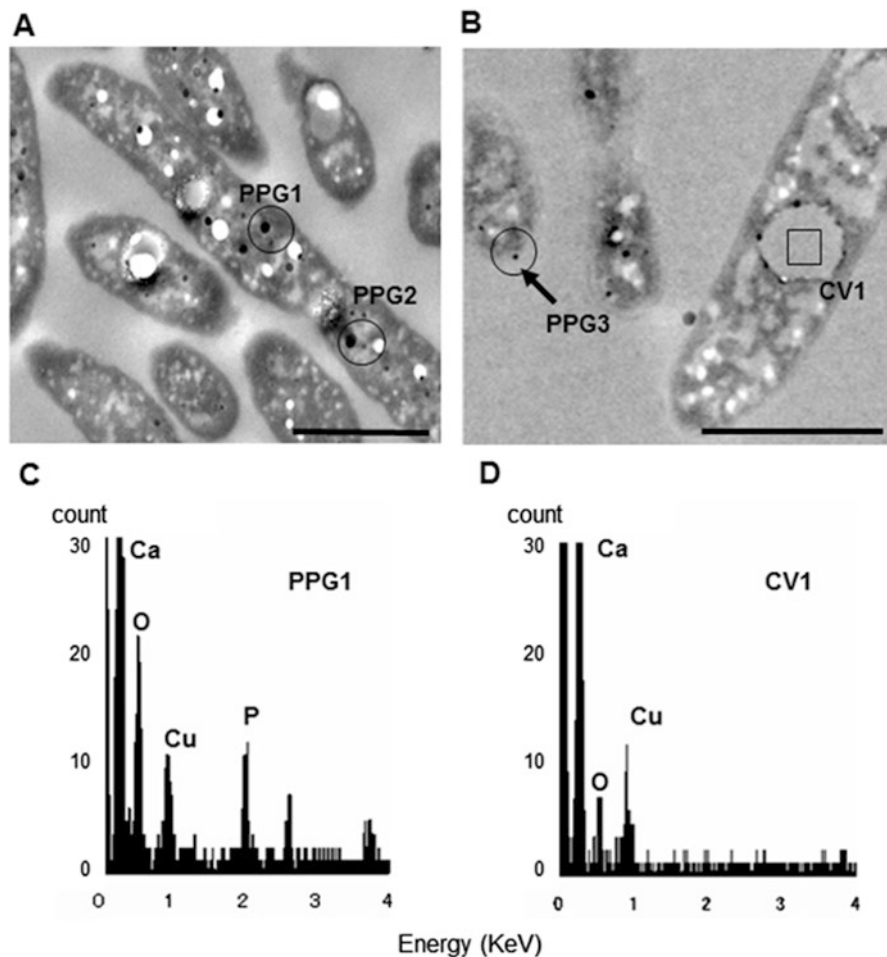 A
B
PPG1
PPG2
PPG3
CV1
C
D
count
30
20
10
0
Ca
O
Cu
P
PPG1
0 1 2 3 4
count
30
20
10
0
Ca
O
Cu
CV1
0 1 2 3 4
Energy (KeV)